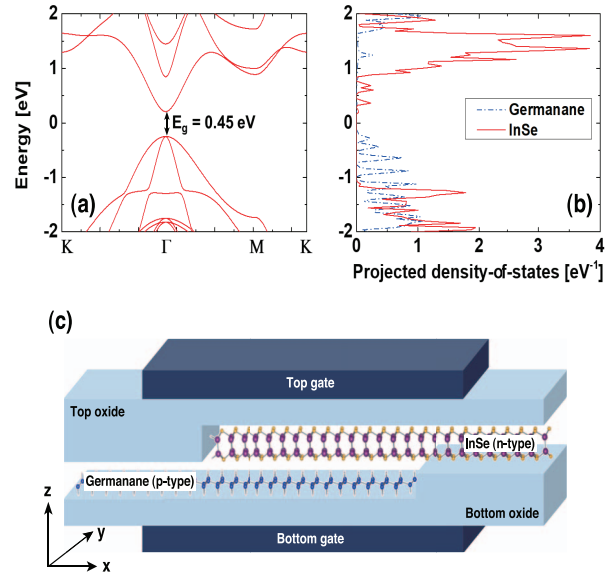 (a)
(b)
Energy [eV]
2
1
0
-1
-2
E_g = 0.45 eV
K
Γ
M
K
2
1
0
-1
-2
Germanane
InSe
0
1
2
3
4
Projected density-of-states [eV⁻¹]
(c)
Top gate
Top oxide
InSe (n-type)
Germanane (p-type)
Bottom oxide
Bottom gate
z
y
x